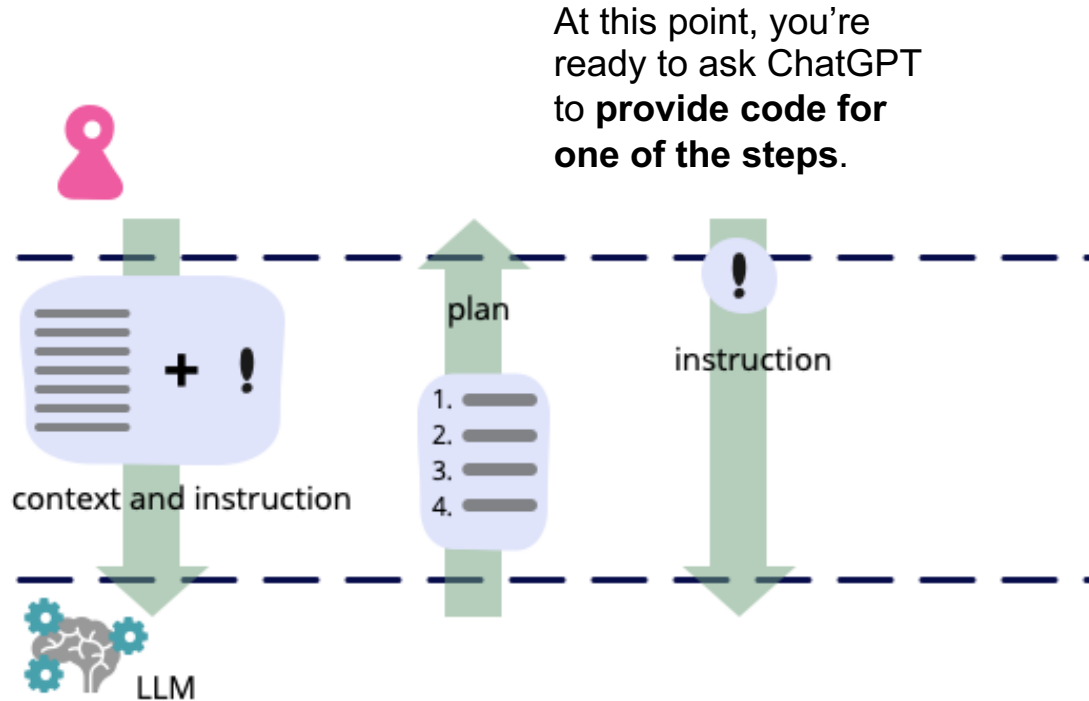 At this point, you’re
ready to ask ChatGPT
to provide code for
one of the steps.
!
plan
instruction
+ !
1.
2.
3.
4.
context and instruction
LLM